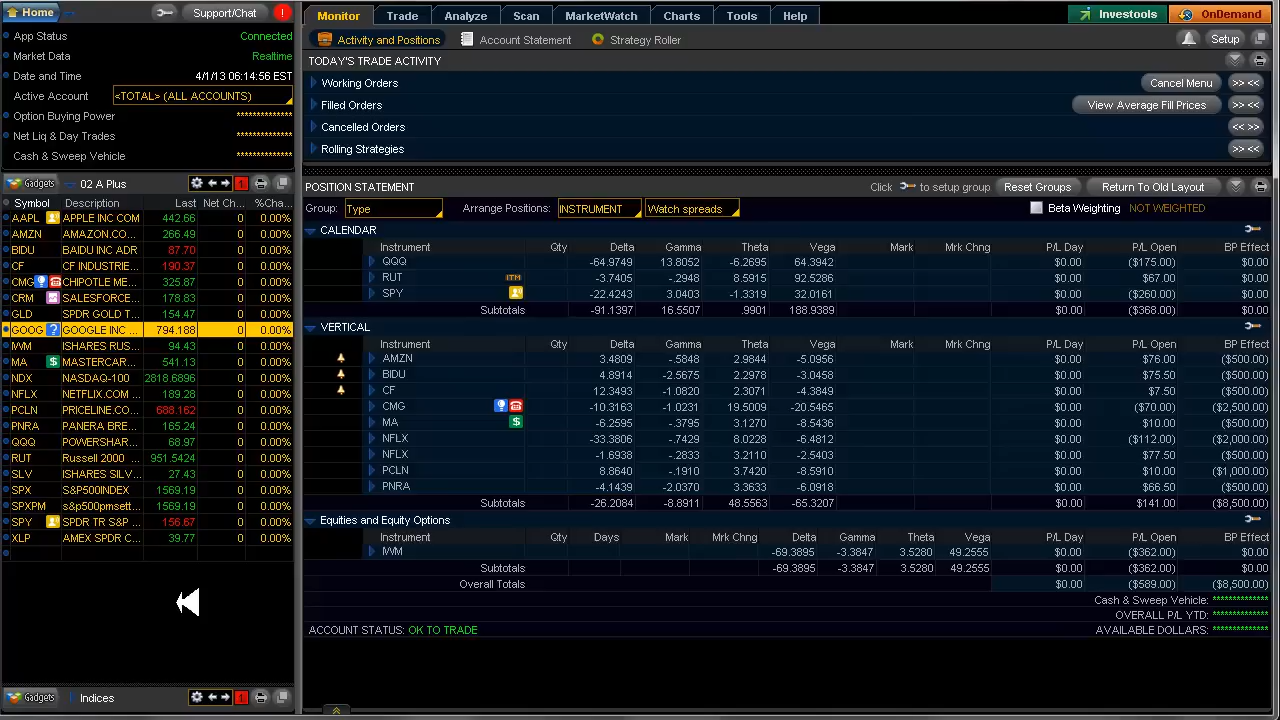 Home Support/Chat !
App Status Connected
Market Data Realtime
Date and Time 4/1/13 06:14:56 EST
Active Account <TOTAL> (ALL ACCOUNTS)
Option Buying Power **************
Net Liq & Day Trades **************
Cash & Sweep Vehicle **************
Gadgets 02 A Plus 1
Symbol Description Last Net Ch... %Cha...
AAPL APPLE INC COM 442.66 0 0.00%
AMZN AMAZON.CO... 266.49 0 0.00%
BIDU BAIDU INC ADR 87.70 0 0.00%
CF CF INDUSTRIE... 190.37 0 0.00%
CMG CHIPOTLE ME... 325.87 0 0.00%
CRM SALESFORCE... 178.83 0 0.00%
GLD SPDR GOLD T... 154.47 0 0.00%
GOOG ? GOOGLE INC ... 794.188 0 0.00%
IWM ISHARES RUS... 94.43 0 0.00%
MA $ MASTERCAR... 541.13 0 0.00%
NDX NASDAQ-100 2818.6896 0 0.00%
NFLX NETFLIX.COM 189.28 0 0.00%
PCLN PRICELINE.CO... 688.162 0 0.00%
PNRA PANERA BRE... 165.24 0 0.00%
QQQ POWERSHAR... 68.97 0 0.00%
RUT Russell 2000 951.5424 0 0.00%
SLV ISHARES SILV... 27.43 0 0.00%
SPX S&P500INDEX 1569.19 0 0.00%
SPXPM s&p500pmsett... 1569.19 0 0.00%
SPY SPDR TR S&P ... 156.67 0 0.00%
XLP AMEX SPDR C... 39.77 0 0.00%
Gadgets Indices 1
Monitor Trade Analyze Scan MarketWatch Charts Tools Help Investools OnDemand
Activity and Positions Account Statement Strategy Roller Setup
TODAY'S TRADE ACTIVITY
Working Orders Cancel Menu >> <<
Filled Orders View Average Fill Prices >> <<
Cancelled Orders << >>
Rolling Strategies >> <<
POSITION STATEMENT Click to setup group Reset Groups Return To Old Layout
Group: Type Arrange Positions: INSTRUMENT Watch spreads Beta Weighting NOT WEIGHTED
CALENDAR
Instrument Qty Delta Gamma Theta Vega Mark Mrk Chng P/L Day P/L Open BP Effect
QQQ -64.9749 13.8052 -6.2695 64.3942 $0.00 ($175.00) $0.00
RUT ITM -3.7405 -.2948 8.5915 92.5286 $0.00 $67.00 $0.00
SPY -22.4243 3.0403 -1.3319 32.0161 $0.00 ($260.00) $0.00
Subtotals -91.1397 16.5507 .9901 188.9389 $0.00 ($368.00) $0.00
VERTICAL
Instrument Qty Delta Gamma Theta Vega Mark Mrk Chng P/L Day P/L Open BP Effect
AMZN 3.4809 -.5848 2.9844 -5.0956 $0.00 $76.00 ($500.00)
BIDU 4.8914 -2.5675 2.2978 -3.0458 $0.00 $75.50 ($500.00)
CF 12.3493 -1.0820 2.3071 -4.3849 $0.00 $7.50 ($500.00)
CMG -10.3163 -1.0231 19.5009 -20.5465 $0.00 ($70.00) ($2,500.00)
MA $ -6.2595 -.3795 3.1270 -8.5436 $0.00 $10.00 ($500.00)
NFLX -33.3806 -.7429 8.0228 -6.4812 $0.00 ($112.00) ($2,000.00)
NFLX -1.6938 -.2833 3.2110 -2.5403 $0.00 $77.50 ($500.00)
PCLN 8.8640 -.1910 3.7420 -8.5910 $0.00 $10.00 ($1,000.00)
PNRA -4.1439 -2.0370 3.3633 -6.0918 $0.00 $66.50 ($500.00)
Subtotals -26.2084 -8.8911 48.5563 -65.3207 $0.00 $141.00 ($8,500.00)
Equities and Equity Options
Instrument Qty Days Mark Mrk Chng Delta Gamma Theta Vega P/L Day P/L Open BP Effect
IWM -69.3895 -3.3847 3.5280 49.2555 $0.00 ($362.00) $0.00
Subtotals -69.3895 -3.3847 3.5280 49.2555 $0.00 ($362.00) $0.00
Overall Totals $0.00 ($589.00) ($8,500.00)
Cash & Sweep Vehicle: **************
OVERALL P/L YTD: **************
ACCOUNT STATUS: OK TO TRADE AVAILABLE DOLLARS: **************